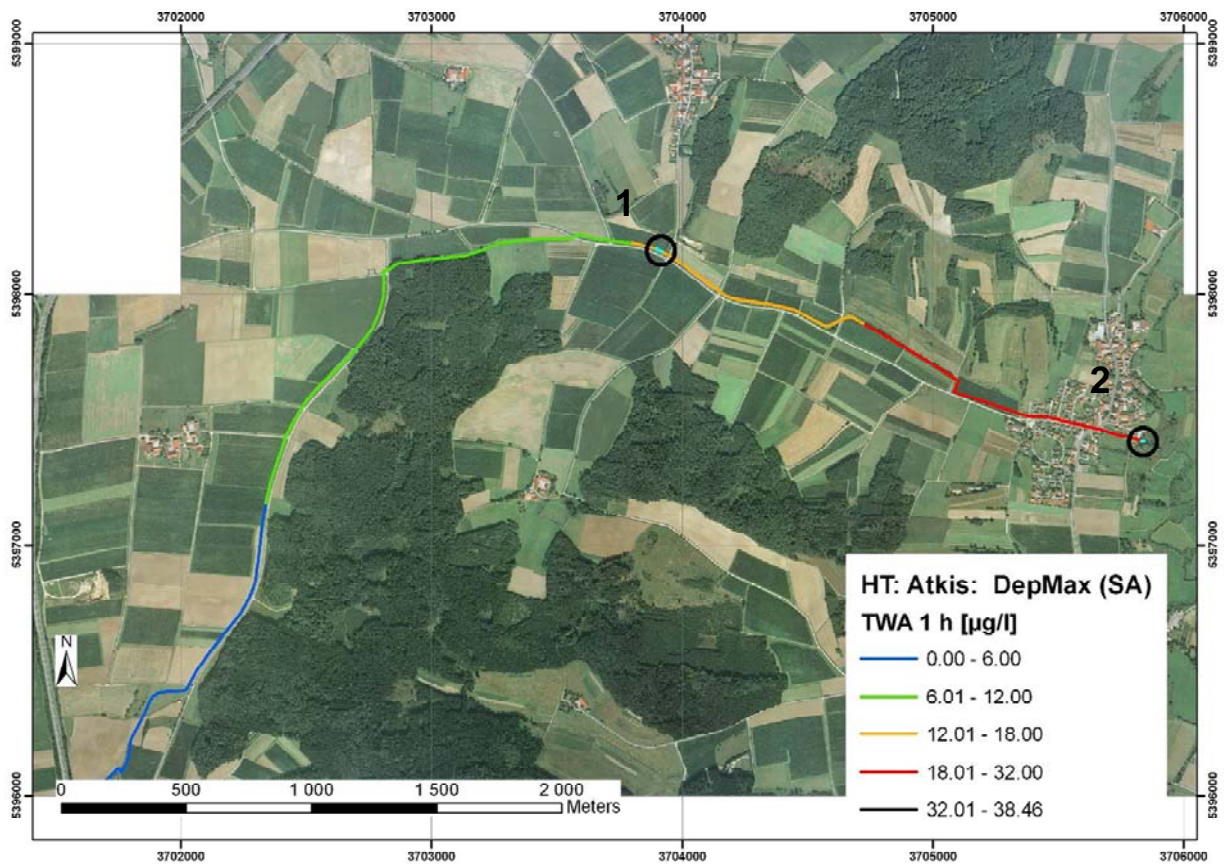 3702000 3703000 3704000 3705000 3706000
5399000 5399000
1
5398000 5398000
2
5397000 5397000
HT: Atkis: DepMax (SA)
TWA 1 h [µg/l]
0.00 - 6.00
6.01 - 12.00
12.01 - 18.00
18.01 - 32.00
32.01 - 38.46
N
0 500 1 000 1 500 2 000
Meters
5396000 5396000
3702000 3703000 3704000 3705000 3706000